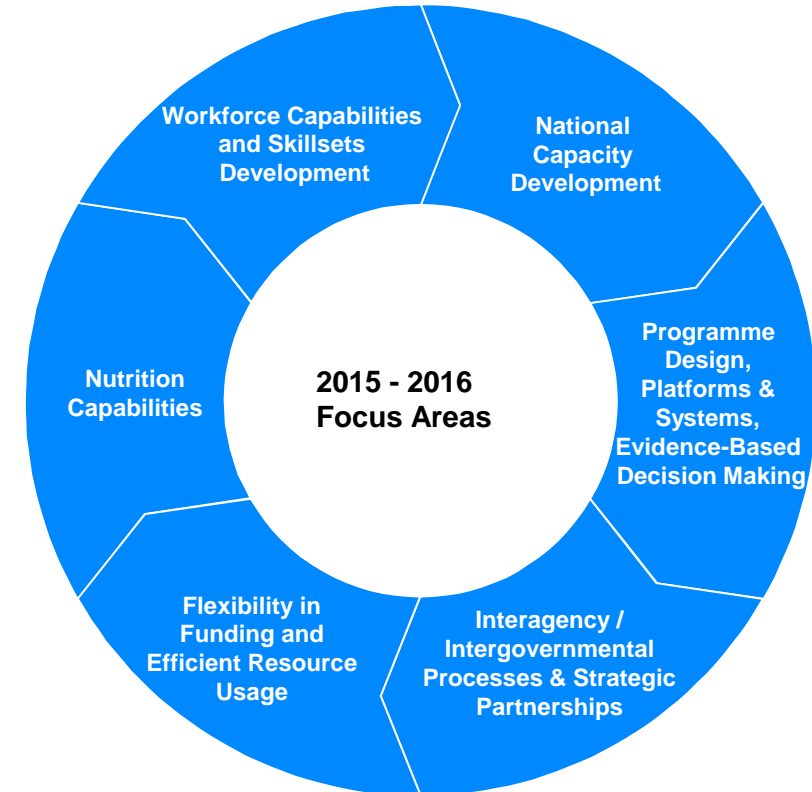 Workforce Capabilities
and Skillsets
Development
National
Capacity
Development
Programme
Design,
Platforms &
Systems,
Evidence-Based
Decision Making
Interagency /
Intergovernmental
Processes & Strategic
Partnerships
Flexibility in
Funding and
Efficient Resource
Usage
Nutrition
Capabilities
2015 - 2016
Focus Areas